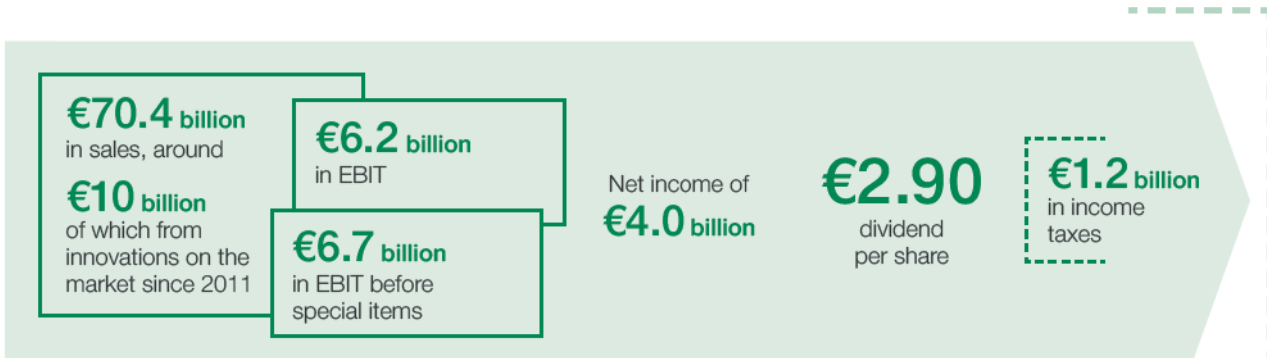 €70.4 billion
in sales, around
€10 billion
of which from
innovations on the
market since 2011
€6.2 billion
in EBIT
€6.7 billion
in EBIT before
special items
Net income of
€4.0 billion
€2.90
dividend
per share
€1.2 billion
in income
taxes